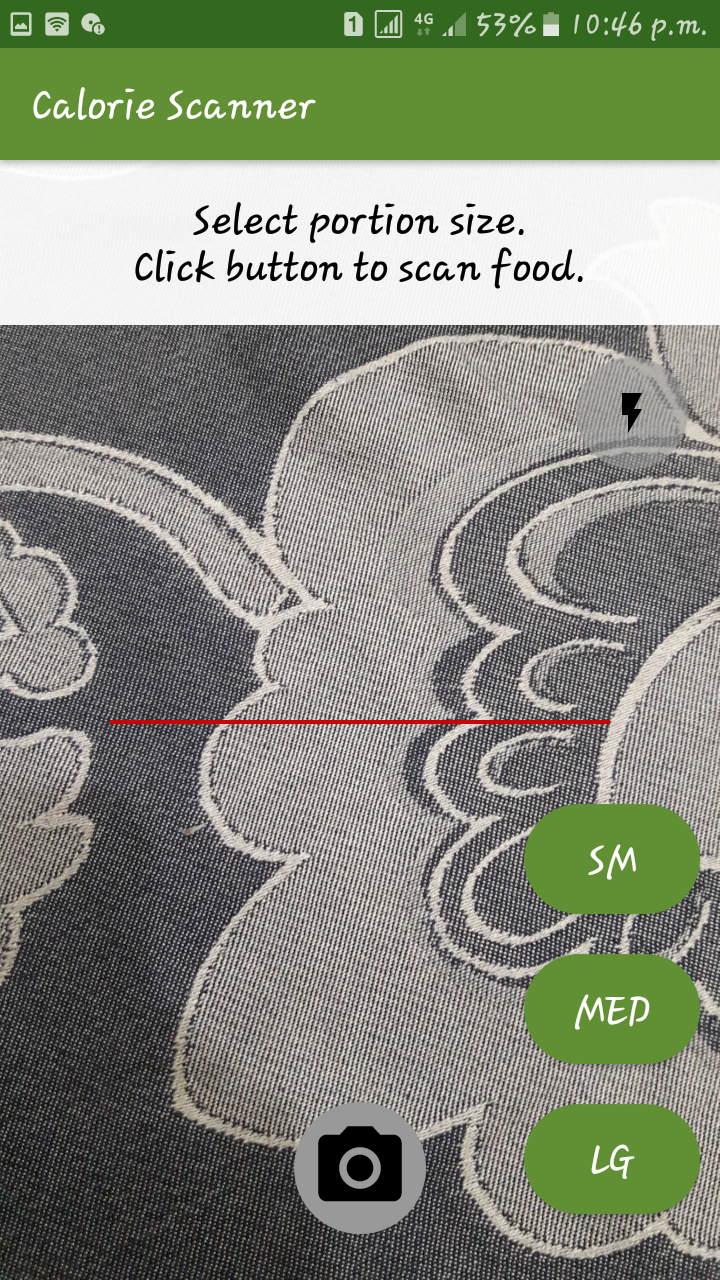 1 4G 53% 10:46 p.m.
Calorie Scanner
Select portion size.
Click button to scan food.
SM
MED
LG